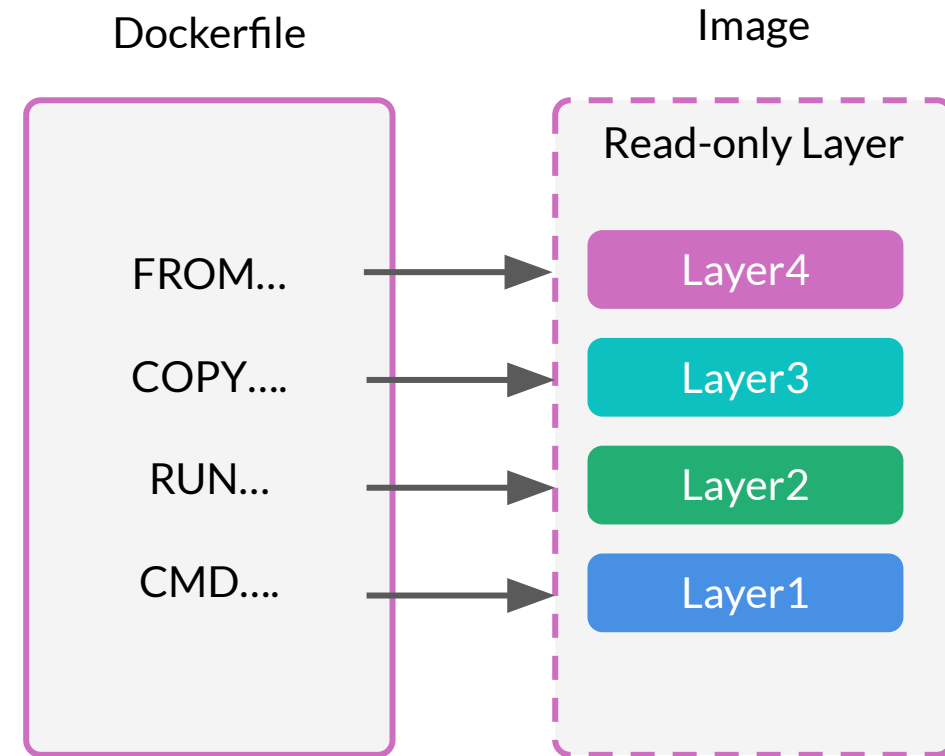 Dockerfile
Image
Read-only Layer
FROM...
Layer4
COPY....
Layer3
RUN...
Layer2
CMD....
Layer1